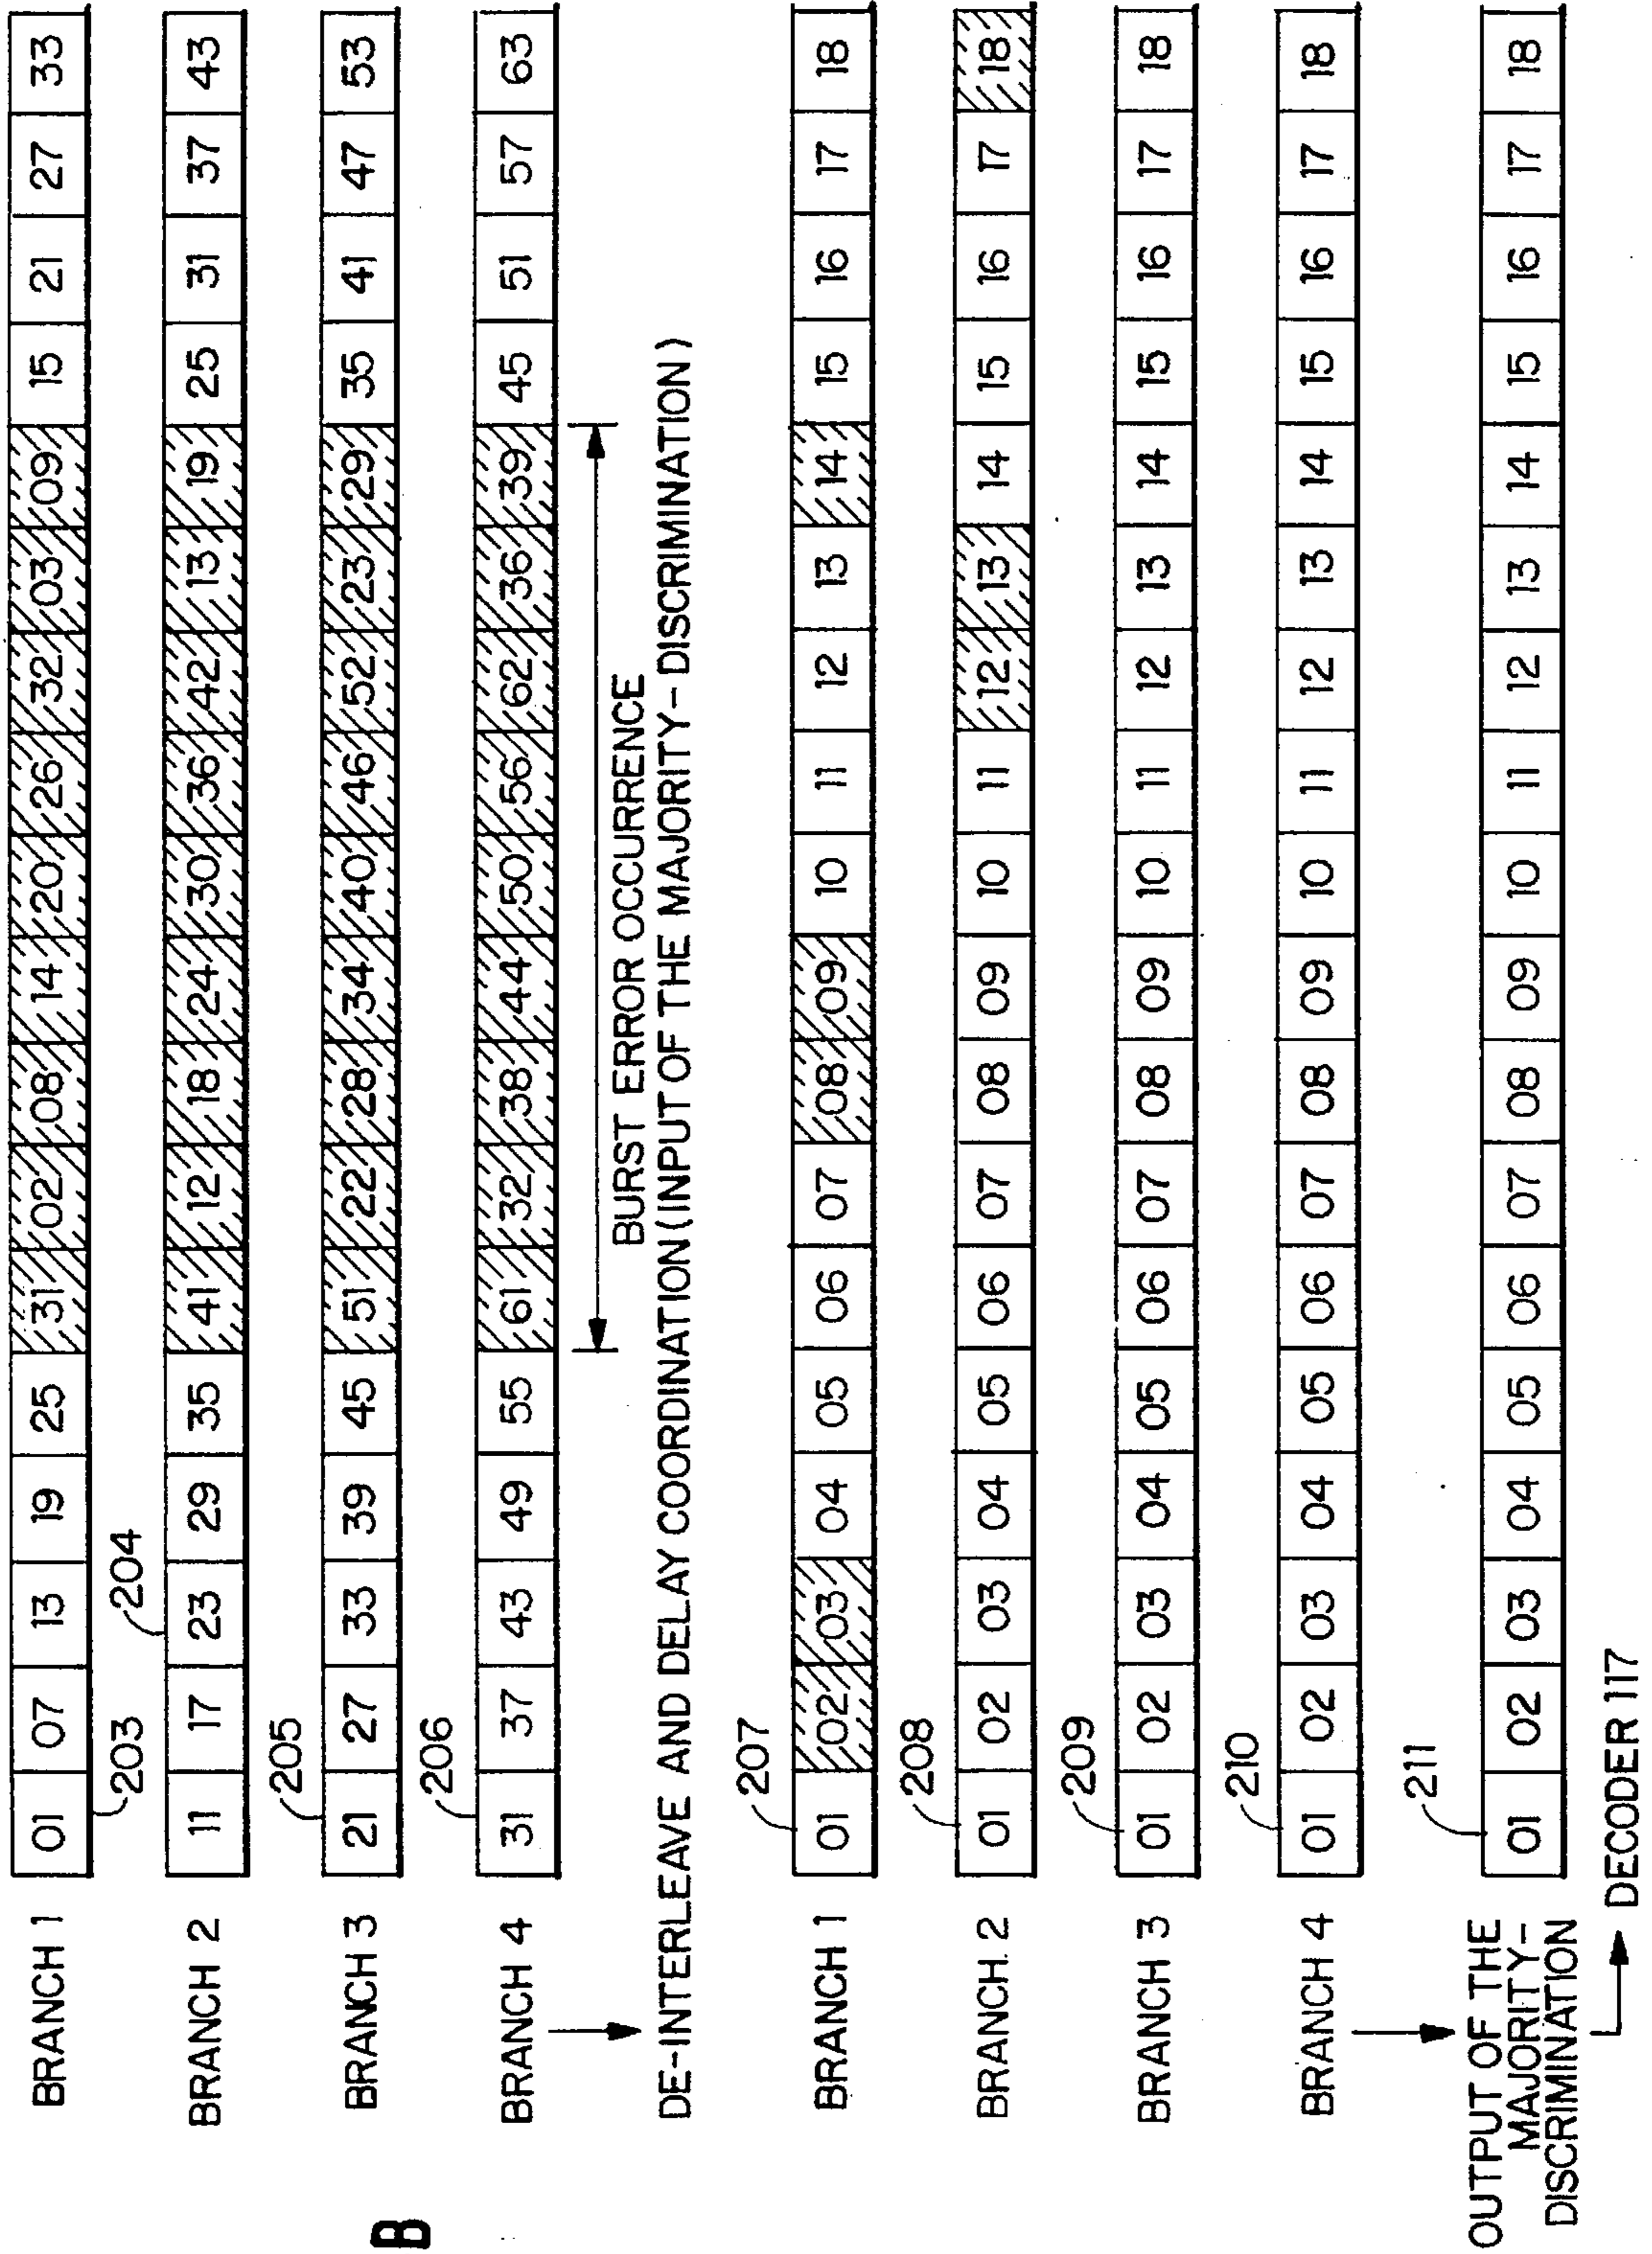 B
BRANCH 1 01 07 13 19 25 31 02 08 14 20 26 32 03 09 15 21 27 33
203
204
BRANCH 2 11 17 23 29 35 41 12 18 24 30 36 42 13 19 25 31 37 43
205
BRANCH 3 21 27 33 39 45 51 22 28 34 40 46 52 23 29 35 41 47 53
206
BRANCH 4 31 37 43 49 55 61 32 38 44 50 56 62 36 39 45 51 57 63
BURST ERROR OCCURRENCE
DE-INTERLEAVE AND DELAY COORDINATION (INPUT OF THE MAJORITY-DISCRIMINATION)
207
BRANCH 1 01 02 03 04 05 06 07 08 09 10 11 12 13 14 15 16 17 18
208
BRANCH 2 01 02 03 04 05 06 07 08 09 10 11 12 13 14 15 16 17 18
209
BRANCH 3 01 02 03 04 05 06 07 08 09 10 11 12 13 14 15 16 17 18
210
BRANCH 4 01 02 03 04 05 06 07 08 09 10 11 12 13 14 15 16 17 18
211
OUTPUT OF THE
MAJORITY-
DISCRIMINATION
01 02 03 04 05 06 07 08 09 10 11 12 13 14 15 16 17 18
DECODER 117